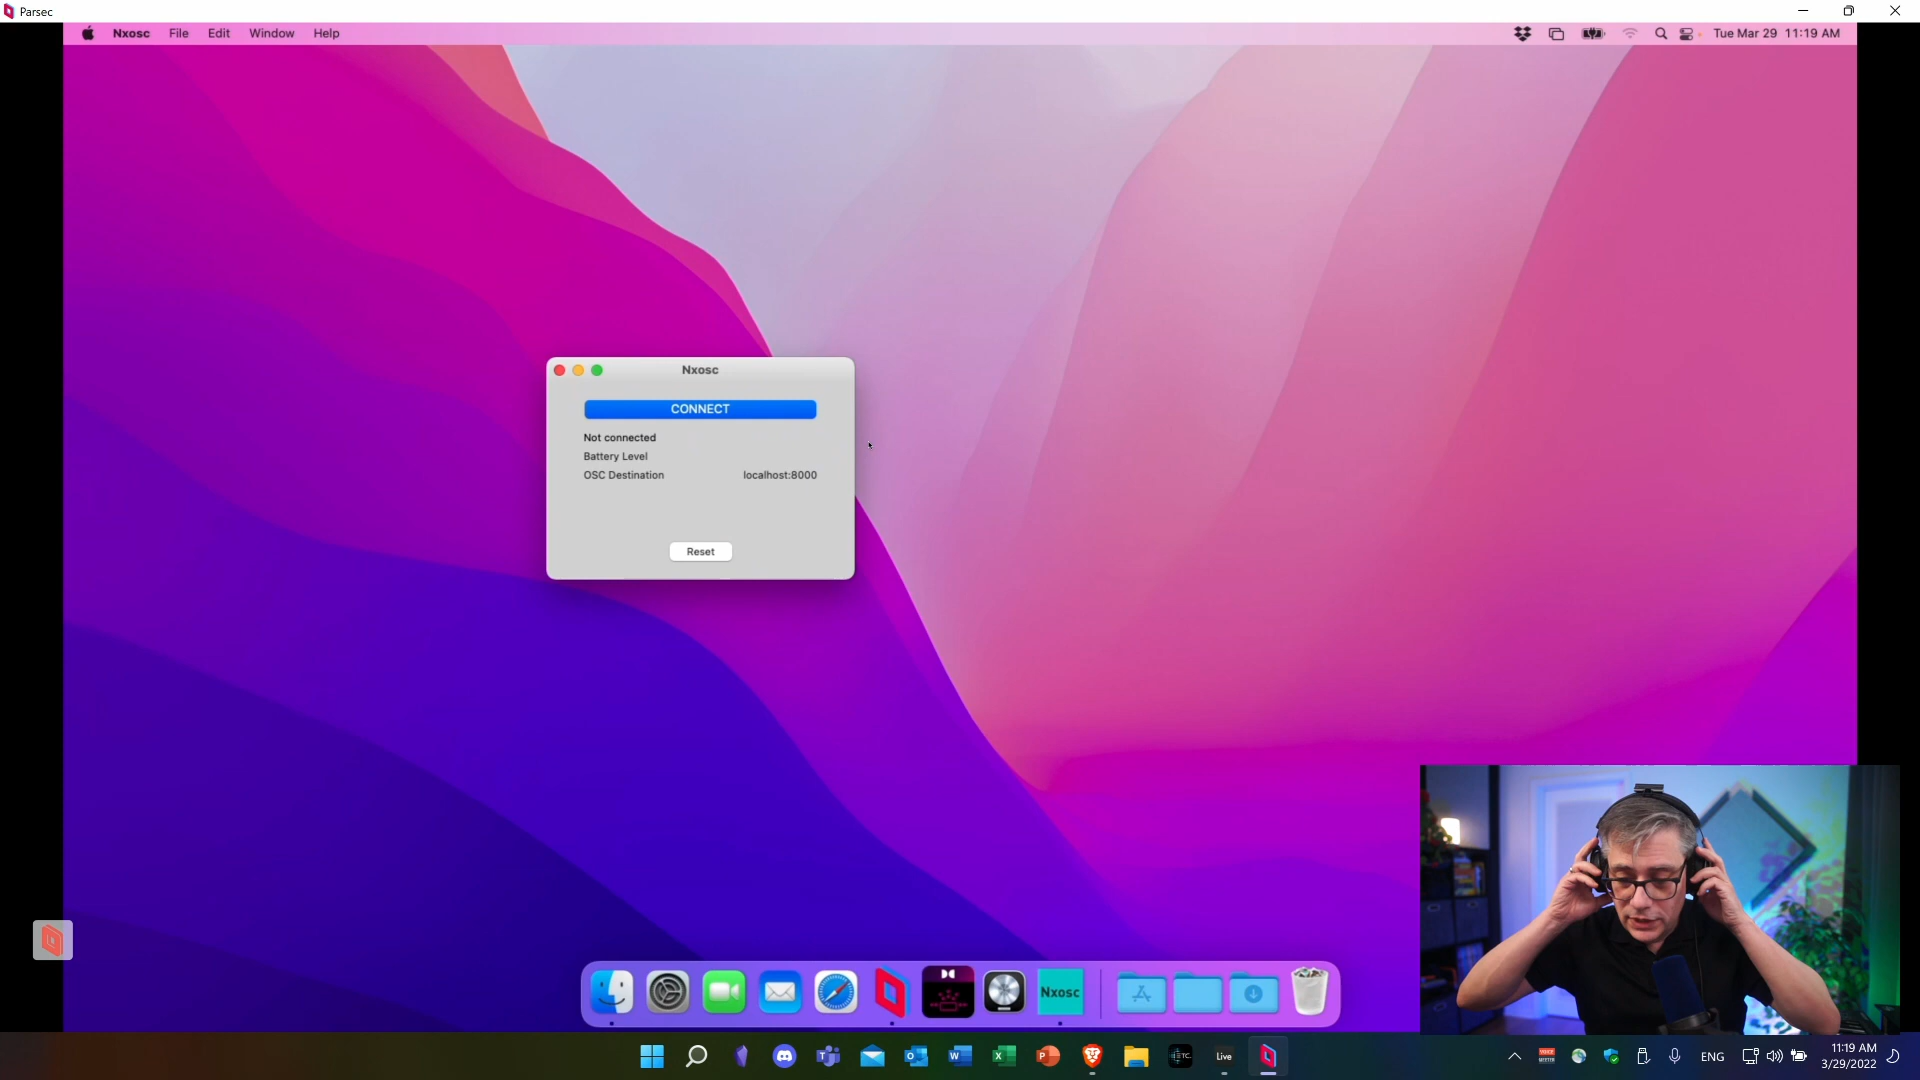 Parsec
Nxosc File Edit Window Help
Tue Mar 29 11:19 AM
Nxosc
CONNECT
Not connected
Battery Level
OSC Destination localhost:8000
Reset
Nxosc
Live
ENG
11:19 AM
3/29/2022